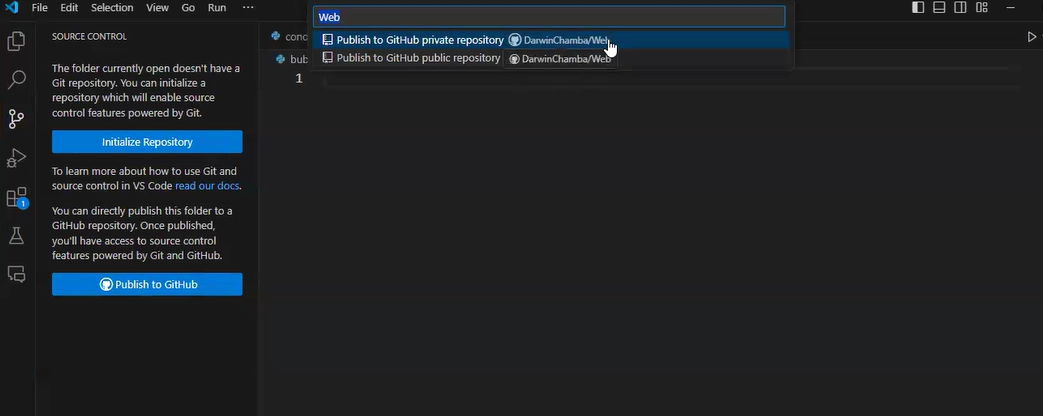 File Edit Selection View Go Run ···
Web
SOURCE CONTROL
cond
Publish to GitHub private repository DarwinChamba/Web
bub
Publish to GitHub public repository DarwinChamba/Web
1
The folder currently open doesn't have a
Git repository. You can initialize a
repository which will enable source
control features powered by Git.
Initialize Repository
To learn more about how to use Git and
source control in VS Code read our docs.
1
You can directly publish this folder to a
GitHub repository. Once published,
you'll have access to source control
features powered by Git and GitHub.
Publish to GitHub